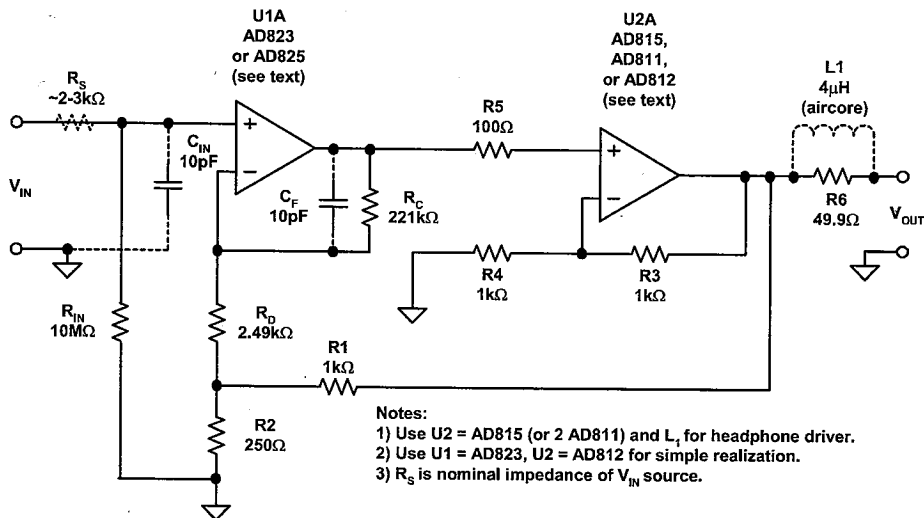 U1A
AD823
or AD825
(see text)
U2A
AD815,
AD811,
or AD812
(see text)
L1
4µH
(aircore)
RS
~2-3kΩ
CIN
10pF
R5
100Ω
VIN
CF
10pF
RC
221kΩ
R6
49.9Ω
VOUT
R4
1kΩ
R3
1kΩ
RIN
10MΩ
RD
2.49kΩ
R1
1kΩ
R2
250Ω
Notes:
1) Use U2 = AD815 (or 2 AD811) and L1 for headphone driver.
2) Use U1 = AD823, U2 = AD812 for simple realization.
3) RS is nominal impedance of VIN source.